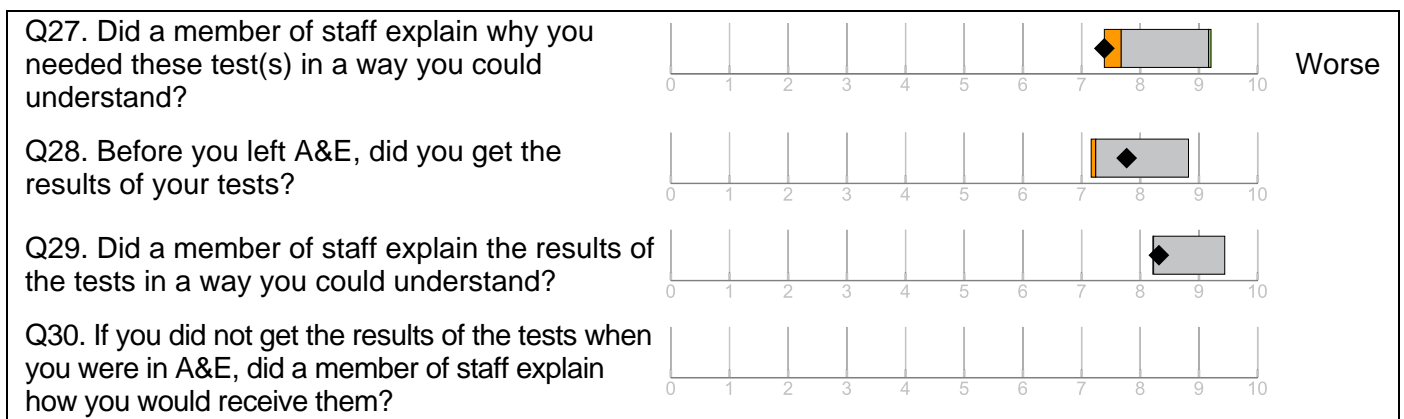 Q27. Did a member of staff explain why you
needed these test(s) in a way you could
understand?
0 1 2 3 4 5 6 7 8 9 10
Worse
Q28. Before you left A&E, did you get the
results of your tests?
0 1 2 3 4 5 6 7 8 9 10
Q29. Did a member of staff explain the results of
the tests in a way you could understand?
0 1 2 3 4 5 6 7 8 9 10
Q30. If you did not get the results of the tests when
you were in A&E, did a member of staff explain
how you would receive them?
0 1 2 3 4 5 6 7 8 9 10